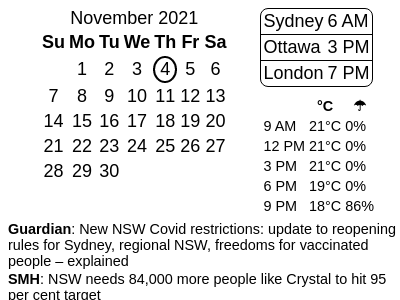 November 2021
Su Mo Tu We Th Fr Sa
1 2 3 4 5 6
7 8 9 10 11 12 13
14 15 16 17 18 19 20
21 22 23 24 25 26 27
28 29 30
Sydney 6 AM
Ottawa 3 PM
London 7 PM
°C ☂
9 AM 21°C 0%
12 PM 21°C 0%
3 PM 21°C 0%
6 PM 19°C 0%
9 PM 18°C 86%
Guardian: New NSW Covid restrictions: update to reopening
rules for Sydney, regional NSW, freedoms for vaccinated
people – explained
SMH: NSW needs 84,000 more people like Crystal to hit 95
per cent target